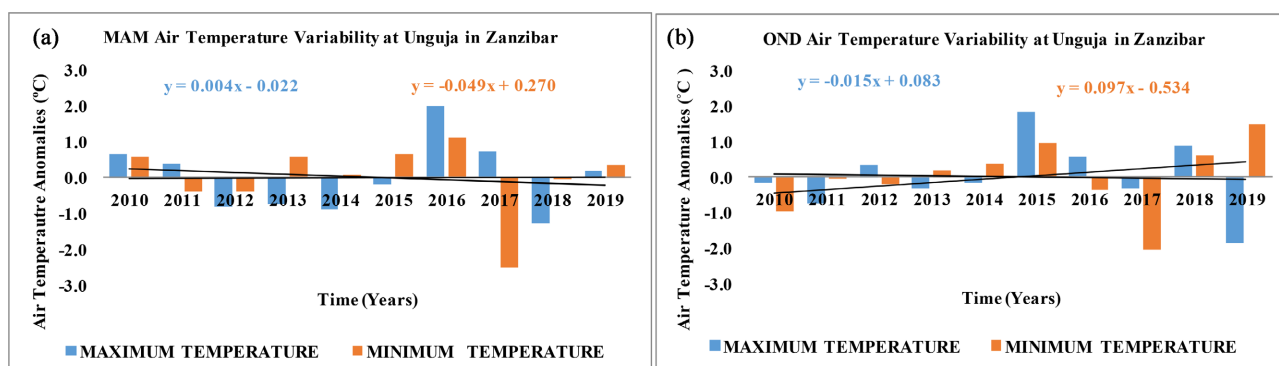 (a)
MAM Air Temperature Variability at Unguja in Zanzibar
Air Temperautre Anomalies (ºC)
3.0
2.0
1.0
0.0
-1.0
-2.0
-3.0
y = 0.004x - 0.022
y = -0.049x + 0.270
2010 2011 2012 2013 2014 2015 2016 2017 2018 2019
Time (Years)
MAXIMUM TEMPERATURE MINIMUM TEMPERATURE
(b)
OND Air Temperature Variability at Unguja in Zanzibar
Air Temperature Anomalies (˚C )
3.0
2.0
1.0
0.0
-1.0
-2.0
-3.0
y = -0.015x + 0.083
y = 0.097x - 0.534
2010 2011 2012 2013 2014 2015 2016 2017 2018 2019
Time (Years)
MAXIMUM TEMPERATURE MINIMUM TEMPERATURE